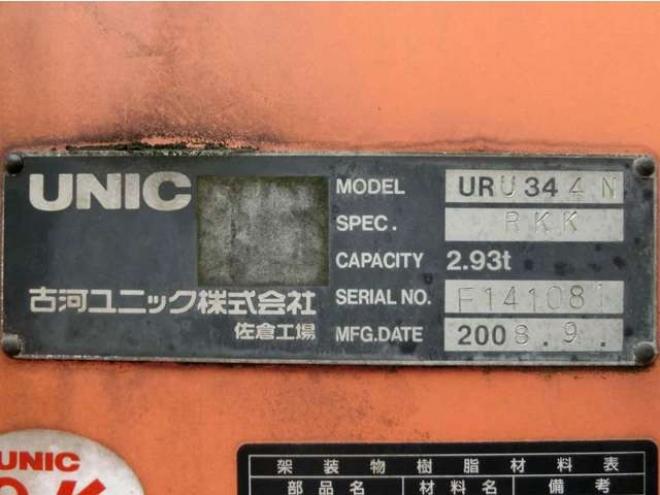 UNIC
MODEL URU344N
SPEC. RKK
CAPACITY 2.93t
古河ユニック株式会社
SERIAL NO. F141081
佐倉工場
MFG.DATE 2008.9.
UNIC
架装物樹脂材料表
部品名 材料名 備考